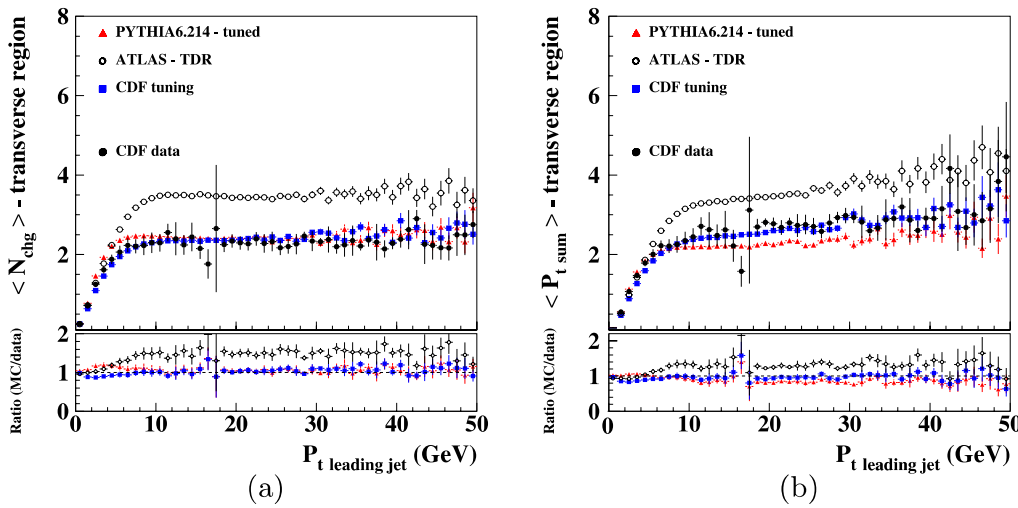 < N chg > - transverse region
8
6
4
2
PYTHIA6.214 - tuned
ATLAS - TDR
CDF tuning
CDF data
Ratio (MC/data)
2
1
0
0 10 20 30 40 50
P t leading jet (GeV)
(a)
< P t sum > - transverse region
8
6
4
2
PYTHIA6.214 - tuned
ATLAS - TDR
CDF tuning
CDF data
Ratio (MC/data)
2
1
0
0 10 20 30 40 50
P t leading jet (GeV)
(b)